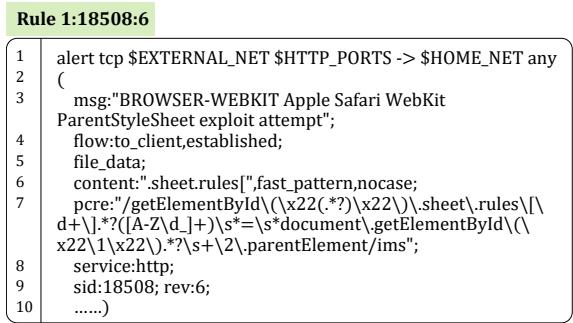 Rule 1:18508:6
1 alert tcp $EXTERNAL_NET $HTTP_PORTS -> $HOME_NET any
2 (
3 msg:"BROWSER-WEBKIT Apple Safari WebKit
ParentStyleSheet exploit attempt";
4 flow:to_client,established;
5 file_data;
6 content:".sheet.rules[",fast_pattern,nocase;
7 pcre:"/getElementById\(\x22(.*?)\x22\)\.sheet\.rules\[\
d+\].*?([A-Z\d_]+)\s*=\s*document\.getElementById\(\
x22\1\x22\).*?\s+\2\.parentElement/ims";
8 service:http;
9 sid:18508; rev:6;
10 ......)